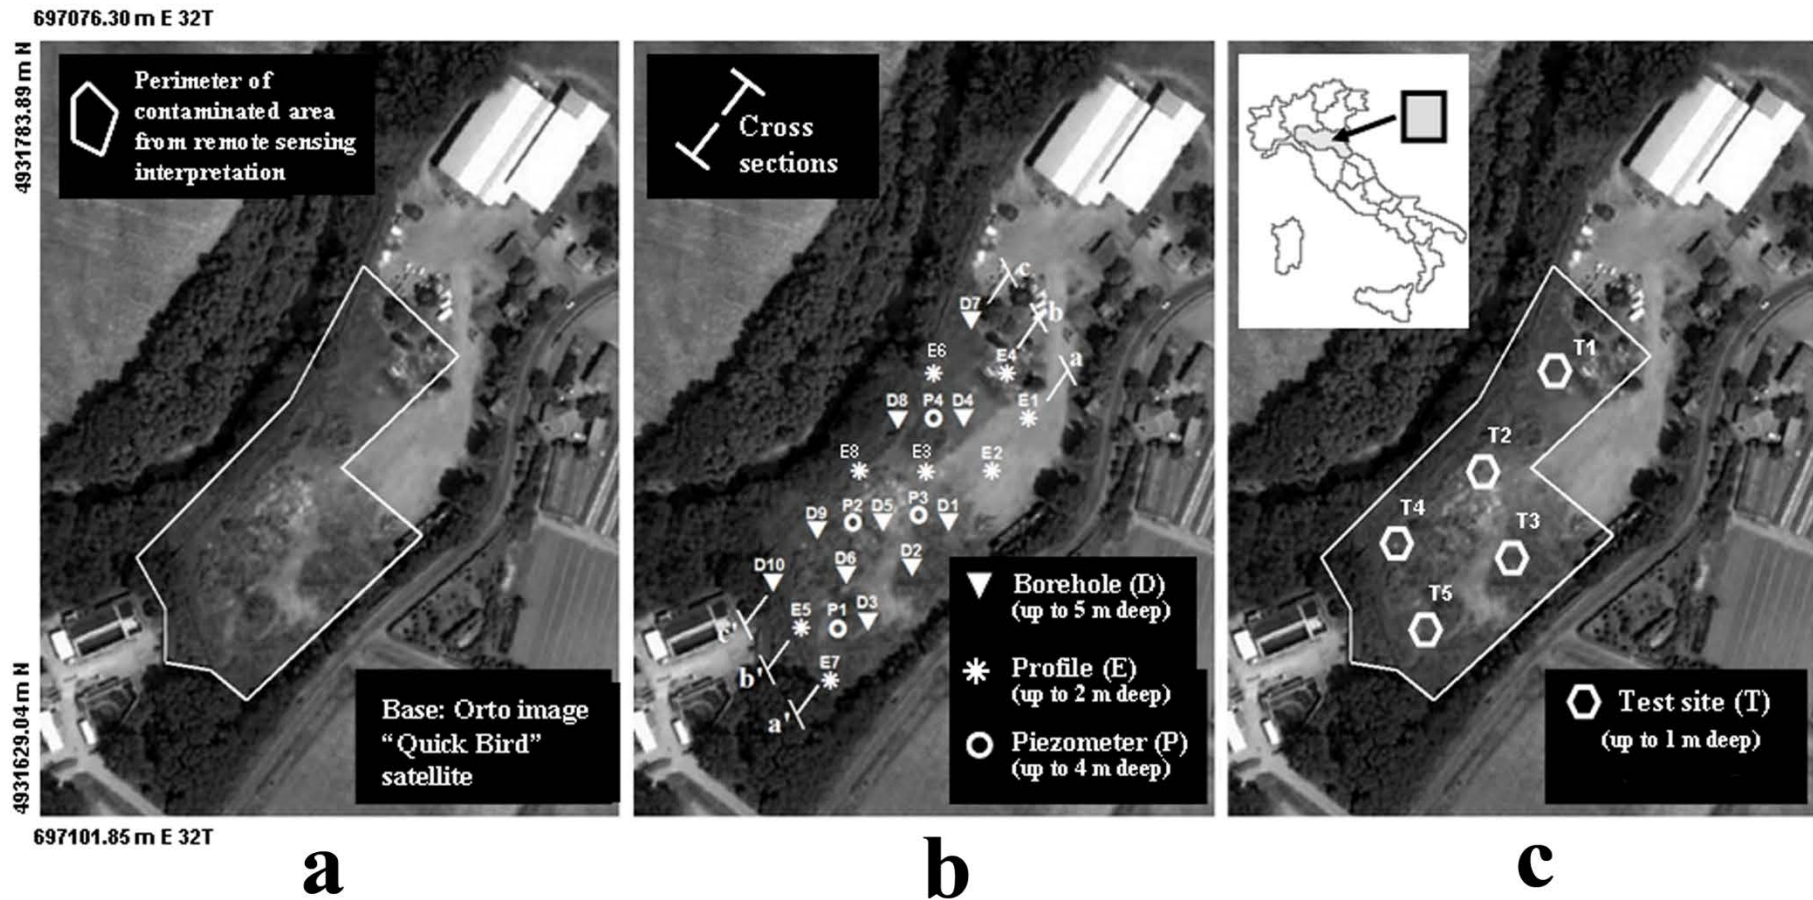 697076.30 m E 32T
4931783.89 m N
4931629.04 m N
697101.85 m E 32T
Perimeter of
contaminated area
from remote sensing
interpretation
Base: Orto image
“Quick Bird”
satellite
a
Cross
sections
c
D7
b
E6
E4
a
D8
P4
D4
E1
E8
E3
E2
D9
P2
D5
P3
D1
D10
D6
D2
E5
P1
D3
c'
E7
b'
a'
Borehole (D)
(up to 5 m deep)
Profile (E)
(up to 2 m deep)
Piezometer (P)
(up to 4 m deep)
b
T1
T2
T4
T3
T5
Test site (T)
(up to 1 m deep)
c